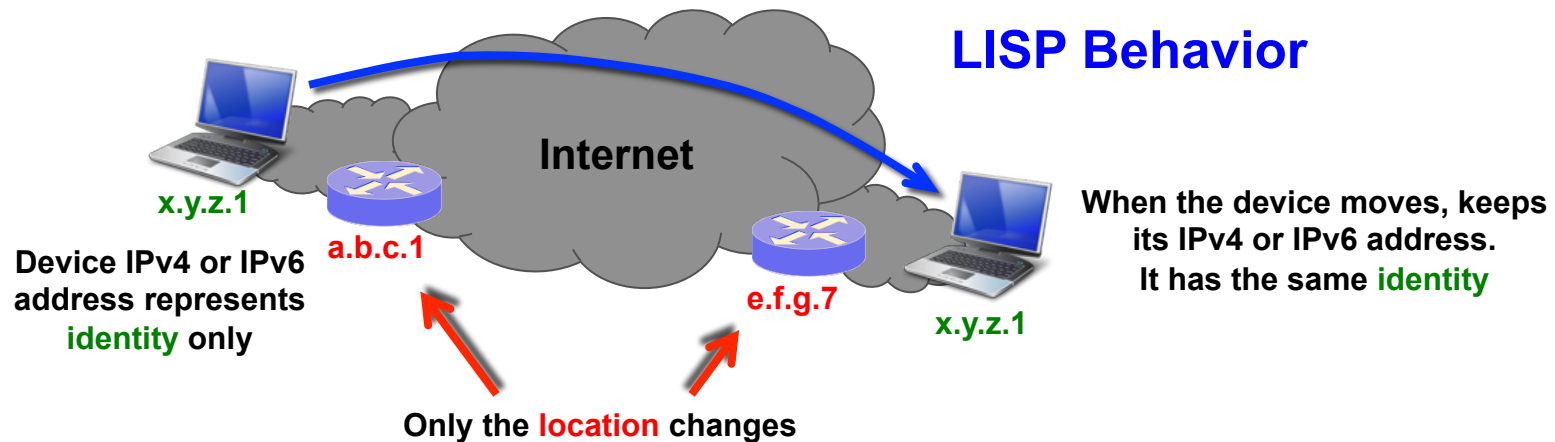 LISP Behavior
Internet
x.y.z.1
a.b.c.1
Device IPv4 or IPv6
address represents
identity only
e.f.g.7
x.y.z.1
When the device moves, keeps
its IPv4 or IPv6 address.
It has the same identity
Only the location changes